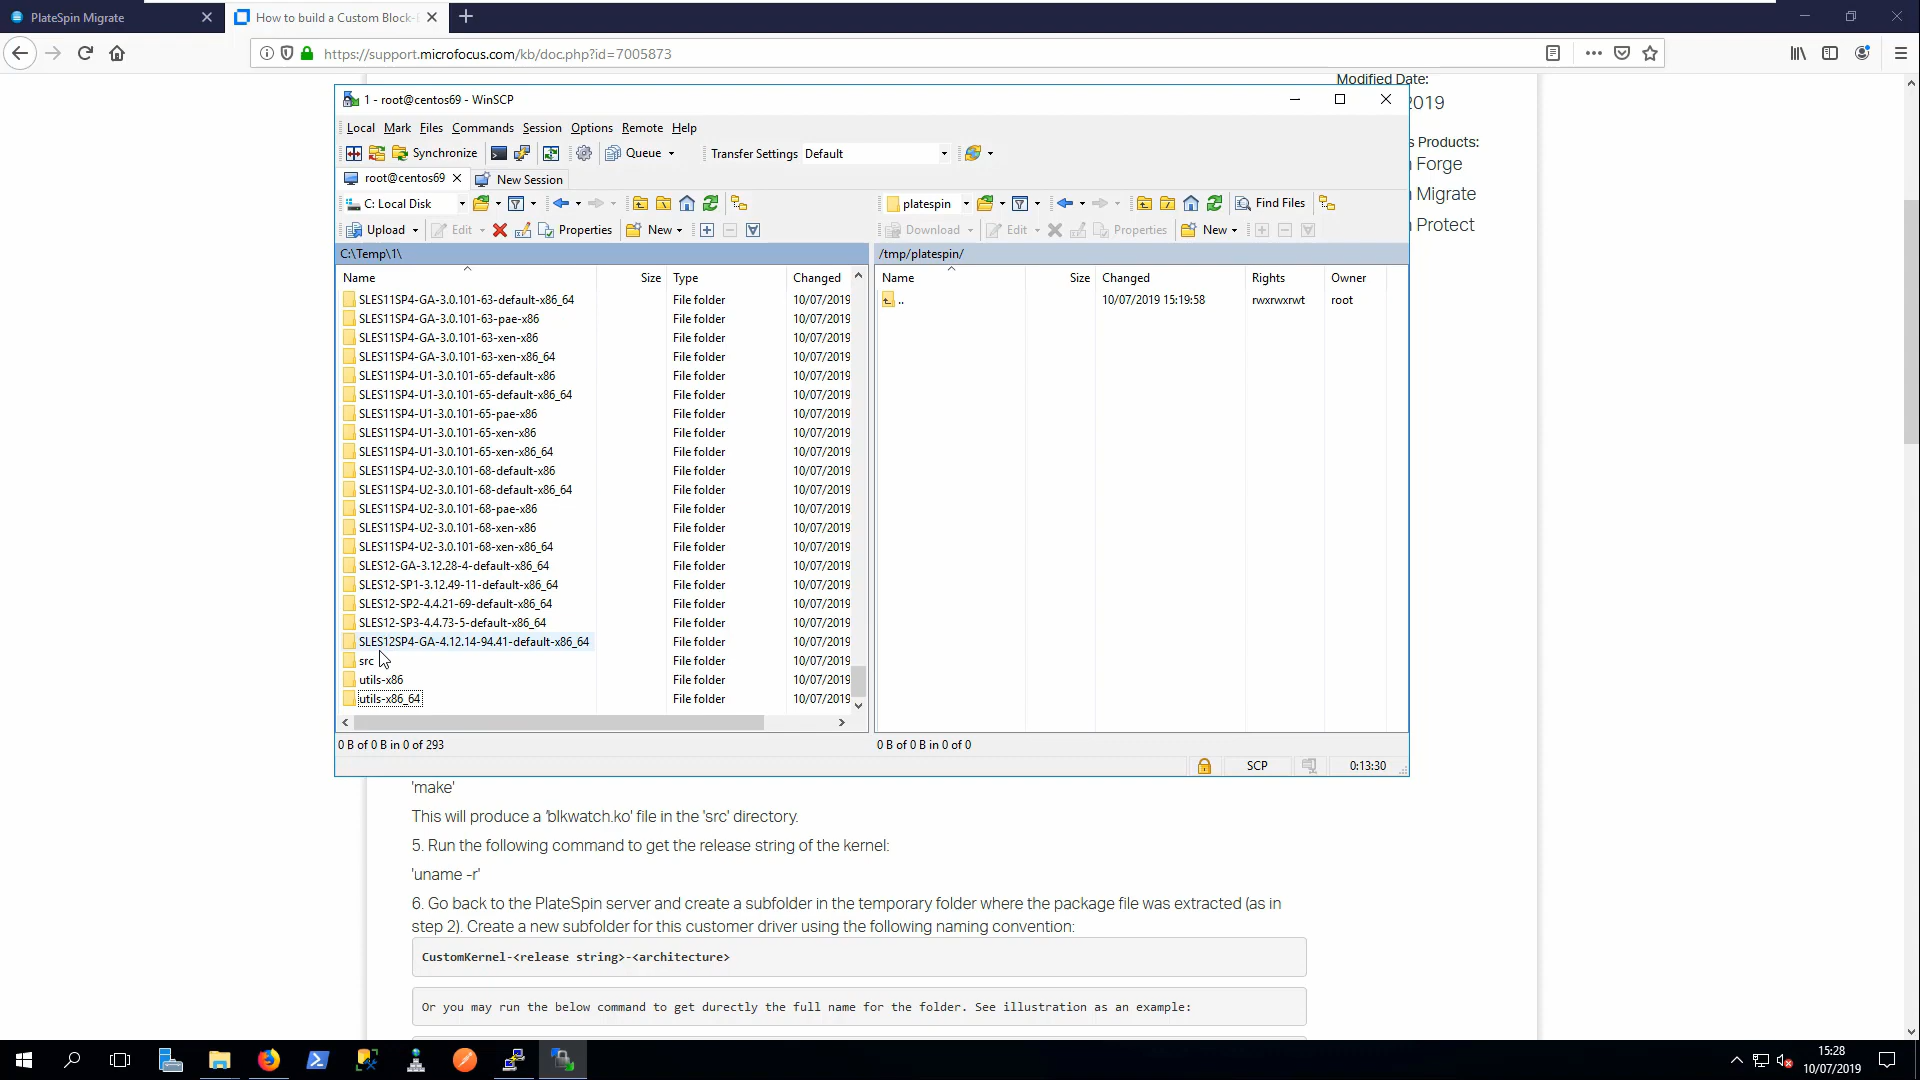 PlateSpin Migrate
How to build a Custom Block-
https://support.microfocus.com/kb/doc.php?id=7005873
Modified Date:
2019
s Products:
Forge
Migrate
Protect
1 - root@centos69 - WinSCP
Local Mark Files Commands Session Options Remote Help
Synchronize Queue Transfer Settings Default
root@centos69 New Session
C: Local Disk
platespin Find Files
Upload Edit Properties New
Download Edit Properties New
C:\Temp\1\
/tmp/platespin/
Name Size Type Changed
Name Size Changed Rights Owner
.. 10/07/2019 15:19:58 rwxrwxrwt root
SLES11SP4-GA-3.0.101-63-default-x86_64 File folder 10/07/2019
SLES11SP4-GA-3.0.101-63-pae-x86 File folder 10/07/2019
SLES11SP4-GA-3.0.101-63-xen-x86 File folder 10/07/2019
SLES11SP4-GA-3.0.101-63-xen-x86_64 File folder 10/07/2019
SLES11SP4-U1-3.0.101-65-default-x86 File folder 10/07/2019
SLES11SP4-U1-3.0.101-65-default-x86_64 File folder 10/07/2019
SLES11SP4-U1-3.0.101-65-pae-x86 File folder 10/07/2019
SLES11SP4-U1-3.0.101-65-xen-x86 File folder 10/07/2019
SLES11SP4-U1-3.0.101-65-xen-x86_64 File folder 10/07/2019
SLES11SP4-U2-3.0.101-68-default-x86 File folder 10/07/2019
SLES11SP4-U2-3.0.101-68-default-x86_64 File folder 10/07/2019
SLES11SP4-U2-3.0.101-68-pae-x86 File folder 10/07/2019
SLES11SP4-U2-3.0.101-68-xen-x86 File folder 10/07/2019
SLES11SP4-U2-3.0.101-68-xen-x86_64 File folder 10/07/2019
SLES12-GA-3.12.28-4-default-x86_64 File folder 10/07/2019
SLES12-SP1-3.12.49-11-default-x86_64 File folder 10/07/2019
SLES12-SP2-4.4.21-69-default-x86_64 File folder 10/07/2019
SLES12-SP3-4.4.73-5-default-x86_64 File folder 10/07/2019
SLES12SP4-GA-4.12.14-94.41-default-x86_64 File folder 10/07/2019
src File folder 10/07/2019
utils-x86 File folder 10/07/2019
utils-x86_64 File folder 10/07/2019
0 B of 0 B in 0 of 293
0 B of 0 B in 0 of 0
SCP 0:13:30
'make'
This will produce a 'blkwatch.ko' file in the 'src' directory.
5. Run the following command to get the release string of the kernel:
'uname -r'
6. Go back to the PlateSpin server and create a subfolder in the temporary folder where the package file was extracted (as in
step 2). Create a new subfolder for this customer driver using the following naming convention:
CustomKernel-<release string>-<architecture>
Or you may run the below command to get durectly the full name for the folder. See illustration as an example:
15:28
10/07/2019